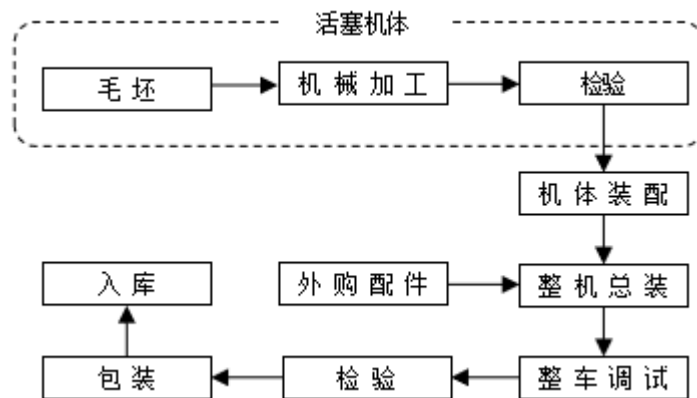 活塞机体
毛坯
机械加工
检验
机体装配
入库
外购配件
整机总装
包装
检验
整车调试